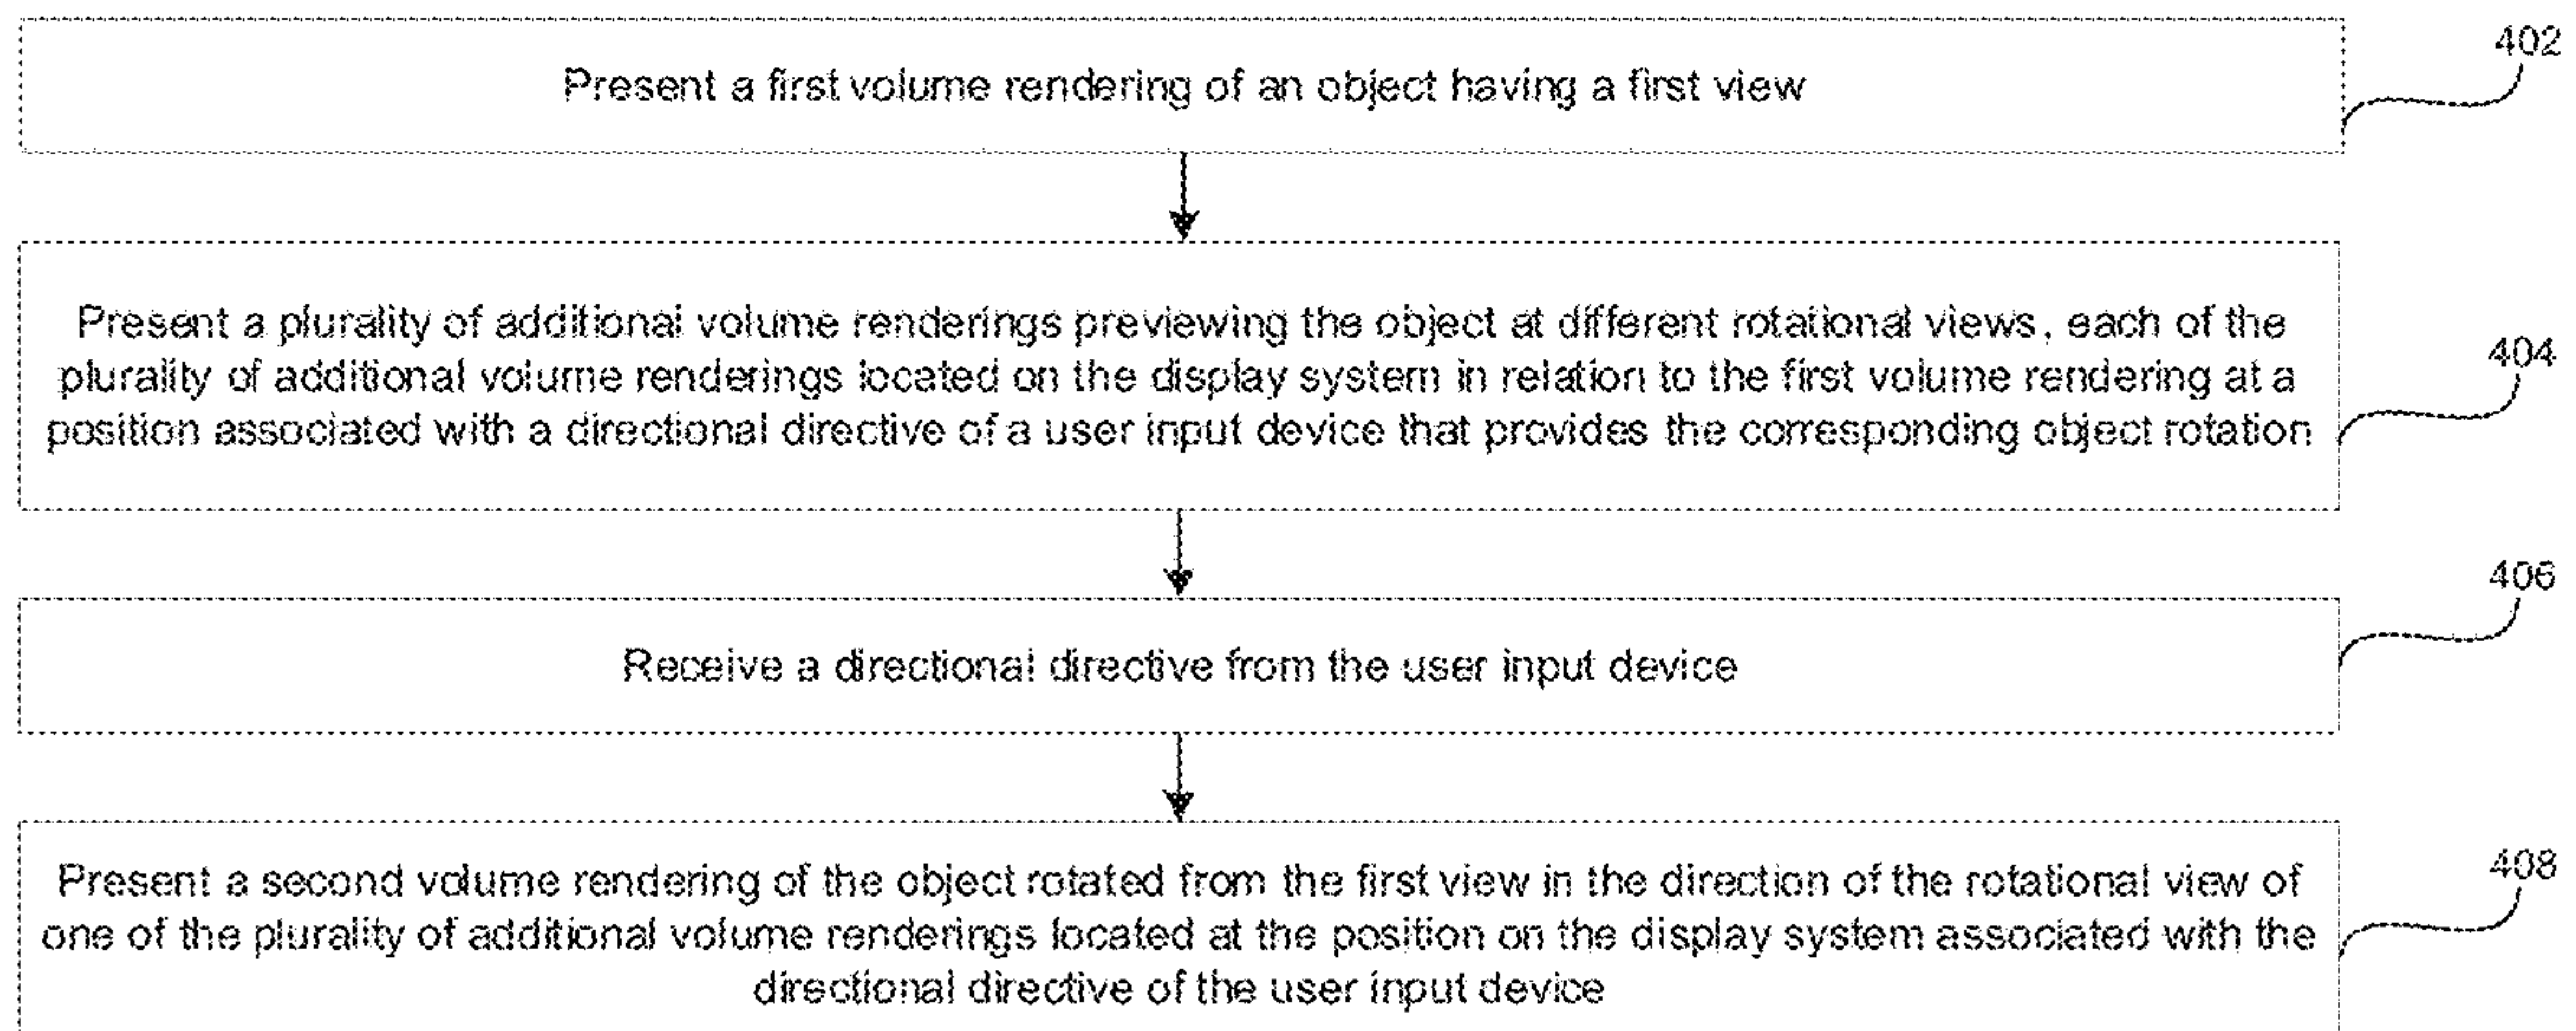 402
Present a first volume rendering of an object having a first view
Present a plurality of additional volume renderings previewing the object at different rotational views, each of the
plurality of additional volume renderings located on the display system in relation to the first volume rendering at a
position associated with a directional directive of a user input device that provides the corresponding object rotation
404
406
Receive a directional directive from the user input device
Present a second volume rendering of the object rotated from the first view in the direction of the rotational view of
one of the plurality of additional volume renderings located at the position on the display system associated with the
directional directive of the user input device
408